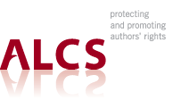 protecting
and promoting
authors' rights
ALCS